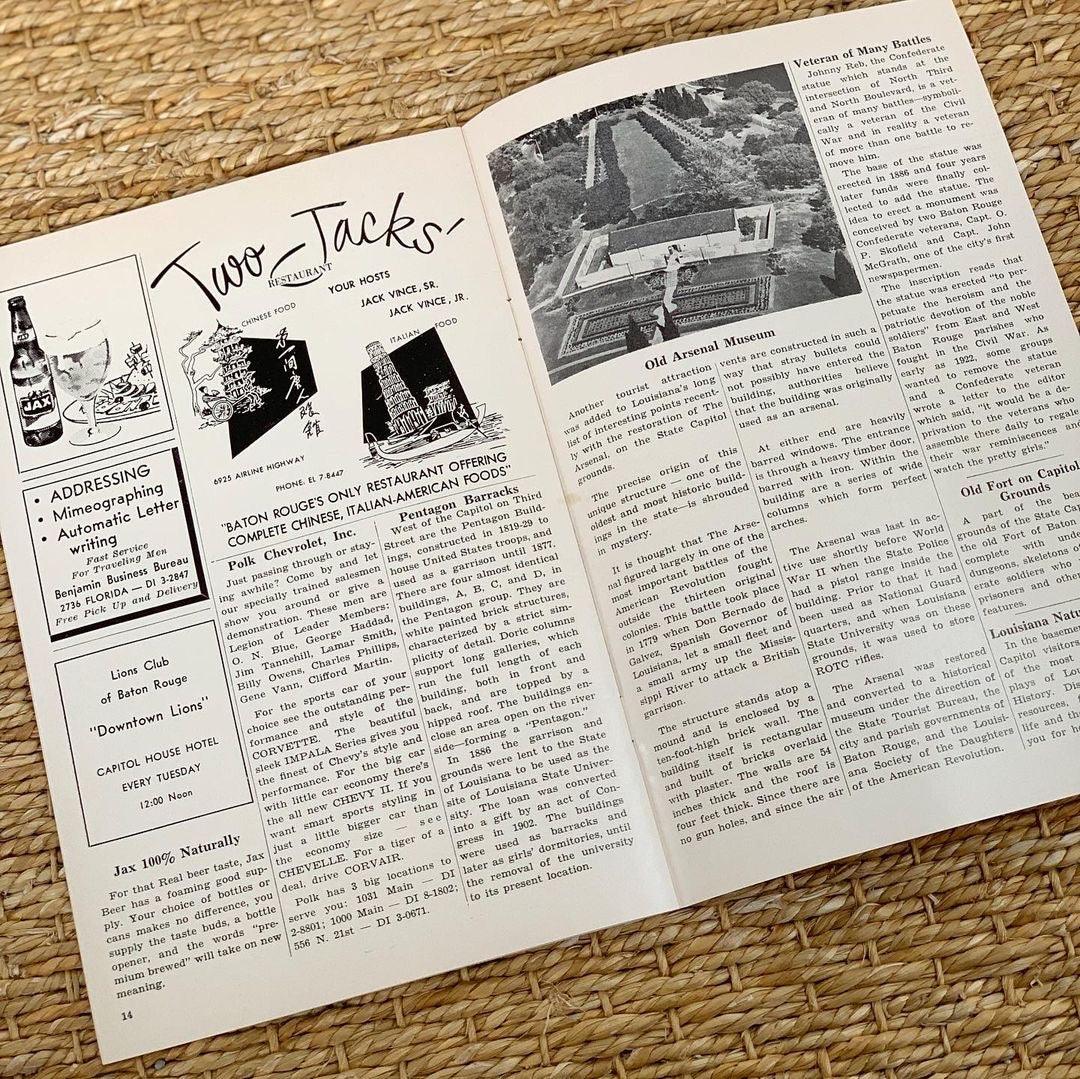 JAX
Two Jacks'
RESTAURANT
YOUR HOSTS
JACK VINCE, SR.
JACK VINCE, JR.
CHINESE FOOD
ITALIAN FOOD
6925 AIRLINE HIGHWAY
PHONE: EL 7-8447
"BATON ROUGE'S ONLY RESTAURANT OFFERING
COMPLETE CHINESE, ITALIAN-AMERICAN FOODS"
• ADDRESSING
• Mimeographing
• Automatic Letter
writing
Fast Service
For Traveling Men
Benjamin Business Bureau
2736 FLORIDA — DI 3-2847
Free Pick Up and Delivery
Lions Club
of Baton Rouge
"Downtown Lions"
CAPITOL HOUSE HOTEL
EVERY TUESDAY
12:00 Noon
Jax 100% Naturally
For that Real beer taste, Jax
Beer has a foaming good sup-
ply. Your choice of bottles or
cans makes no difference, you
supply the taste buds, a bottle
opener, and the words "pre-
mium brewed" will take on new
meaning.
14
Polk Chevrolet, Inc.
Just passing through or stay-
ing awhile? Come by and let
our specially trained salesmen
show you around or give a
demonstration. These men are
Legion of Leader Members:
O. N. Blue, George Haddad,
Jim Tannehill, Lamar Smith,
Billy Owens, Charles Phillips,
Gene Vann, Clifford Martin.
For the sports car of your
choice see the outstanding per-
formance and style of the
CORVETTE. The beautiful
sleek IMPALA Series gives you
the finest of Chevy's style and
performance. For the big car
with little car economy there's
the all new CHEVY II. If you
want smart sports styling in
just a little bigger car than
the economy size — see
CHEVELLE. For a tiger of a
deal, drive CORVAIR.
Polk has 3 big locations to
serve you: 1031 Main — DI
2-8801; 1000 Main — DI 8-1802;
556 N. 21st — DI 3-0671.
Pentagon Barracks
West of the Capitol on Third
Street are the Pentagon Build-
ings, constructed in 1819-29 to
house United States troops, and
used as a garrison until 1877.
There are four almost identical
buildings, A, B, C, and D, in
the Pentagon group. They are
white painted brick structures,
characterized by a strict sim-
plicity of detail. Doric columns
support long galleries, which
run the full length of each
building, both in front and
back, and are topped by a
hipped roof. The buildings en-
close an area open on the river
side—forming a "Pentagon."
In 1886 the garrison and
grounds were lent to the State
of Louisiana to be used as the
site of Louisiana State Univer-
sity. The loan was converted
into a gift by an act of Con-
gress in 1902. The buildings
were used as barracks and
later as girls' dormitories, until
the removal of the university
to its present location.
Old Arsenal Museum
Another tourist attraction
was added to Louisiana's long
list of interesting points recent-
ly with the restoration of The
Arsenal, on the State Capitol
grounds.
The precise origin of this
unique structure — one of the
oldest and most historic build-
ings in the state—is shrouded
in mystery.
It is thought that The Arse-
nal figured largely in one of the
most important battles of the
American Revolution fought
outside the thirteen original
colonies. This battle took place
in 1779 when Don Bernado de
Galvez, Spanish Governor of
Louisiana, let a small fleet and
a small army up the Missis-
sippi River to attack a British
garrison.
The structure stands atop a
mound and is enclosed by a
ten-foot-high brick wall. The
building itself is rectangular
and built of bricks overlaid
with plaster. The walls are 54
inches thick and the roof is
four feet thick. Since there are
no gun holes, and since the air
vents are constructed in such a
way that stray bullets could
not possibly have entered the
building, authorities believe
that the building was originally
used as an arsenal.
At either end are heavily
barred windows. The entrance
is through a heavy timber door,
barred with iron. Within the
building are a series of wide
columns which form perfect
arches.
The Arsenal was last in ac-
tive use shortly before World
War II when the State Police
had a pistol range inside the
building. Prior to that it had
been used as National Guard
quarters, and when Louisiana
State University was on these
grounds, it was used to store
ROTC rifles.
The Arsenal was restored
and converted to a historical
museum under the direction of
the State Tourist Bureau, the
city and parish governments of
Baton Rouge, and the Louisi-
ana Society of the Daughters
of the American Revolution.
Veteran of Many Battles
Johnny Reb, the Confederate
statue which stands at the
intersection of North Third
and North Boulevard, is a vet-
eran of many battles—symboli-
cally a veteran of the Civil
War and in reality a veteran
of more than one battle to re-
move him.
The base of the statue was
erected in 1886 and four years
later funds were finally col-
lected to add the statue. The
idea to erect a monument was
conceived by two Baton Rouge
Confederate veterans, Capt. O.
P. Skofield and Capt. John
McGrath, one of the city's first
newspapermen.
The inscription reads that
the statue was erected "to per-
petuate the heroism and the
patriotic devotion of the noble
soldiers" from East and West
Baton Rouge parishes who
fought in the Civil War. As
early as 1922, some groups
wanted to remove the statue
and a Confederate veteran
wrote a letter to the editor
which said, "it would be a de-
privation to the veterans who
assemble there daily to regale
their war reminiscences and
watch the pretty girls."
Old Fort on Capitol
Grounds
A part of the
grounds of the State
the old Fort of Baton
complete with
dungeons, skeletons
erate soldiers who
prisoners and other
features.
Louisiana
In the basement
Capitol visitors
of the most
plays of
History.
resources,
life and
you for